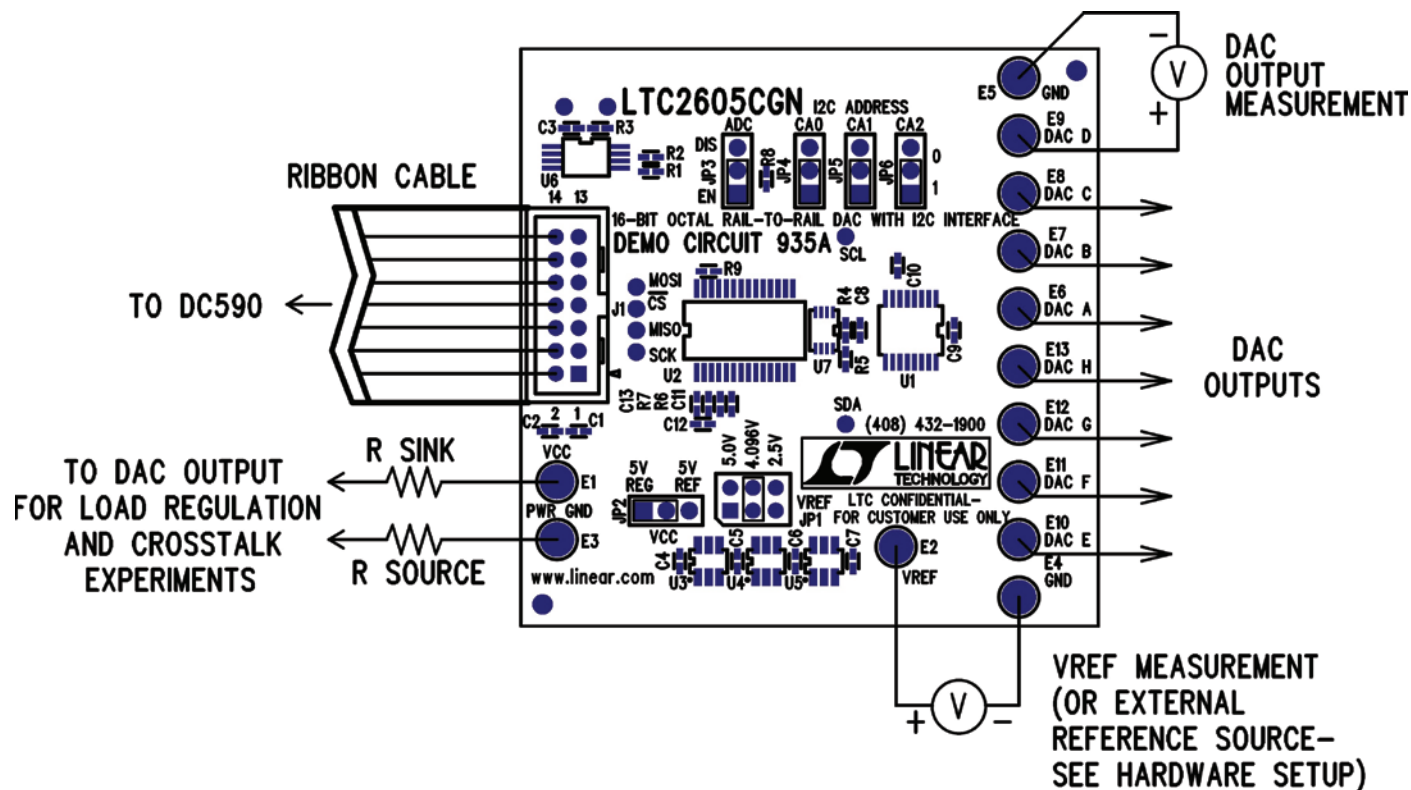 DAC
OUTPUT
MEASUREMENT
-
V
+
E5
GND
LTC2605CGN
I2C ADDRESS
ADC
CA0
CA1
CA2
E9
DAC D
C3
R3
DIS
JP3
EN
R8
JP4
JP5
JP6
0
1
R2
R1
U6
E8
DAC C
RIBBON CABLE
14 13
16-BIT OCTAL RAIL-TO-RAIL DAC WITH I2C INTERFACE
DEMO CIRCUIT 935A
SCL
E7
DAC B
R9
C10
MOSI
CS
J1
MISO
SCK
TO DC590
R4
C8
E6
DAC A
U2
U7
R5
U1
C9
E13
DAC H
DAC
OUTPUTS
C13
R7
R6
C11
C12
SDA
(408) 432-1900
E12
DAC G
C2
2 1
C1
VCC
R SINK
E1
TO DAC OUTPUT
FOR LOAD REGULATION
AND CROSSTALK
EXPERIMENTS
5.0V
4.096V
2.5V
LINEAR
TECHNOLOGY
E11
DAC F
5V
REG
5V
REF
JP2
VCC
VREF
JP1
LTC CONFIDENTIAL-
FOR CUSTOMER USE ONLY
PWR GND
E3
R SOURCE
E10
DAC E
E2
VREF
E4
GND
www.linear.com
C4
U3
C5
U4
C6
U5
C7
VREF MEASUREMENT
(OR EXTERNAL
REFERENCE SOURCE-
SEE HARDWARE SETUP)
+
V
-